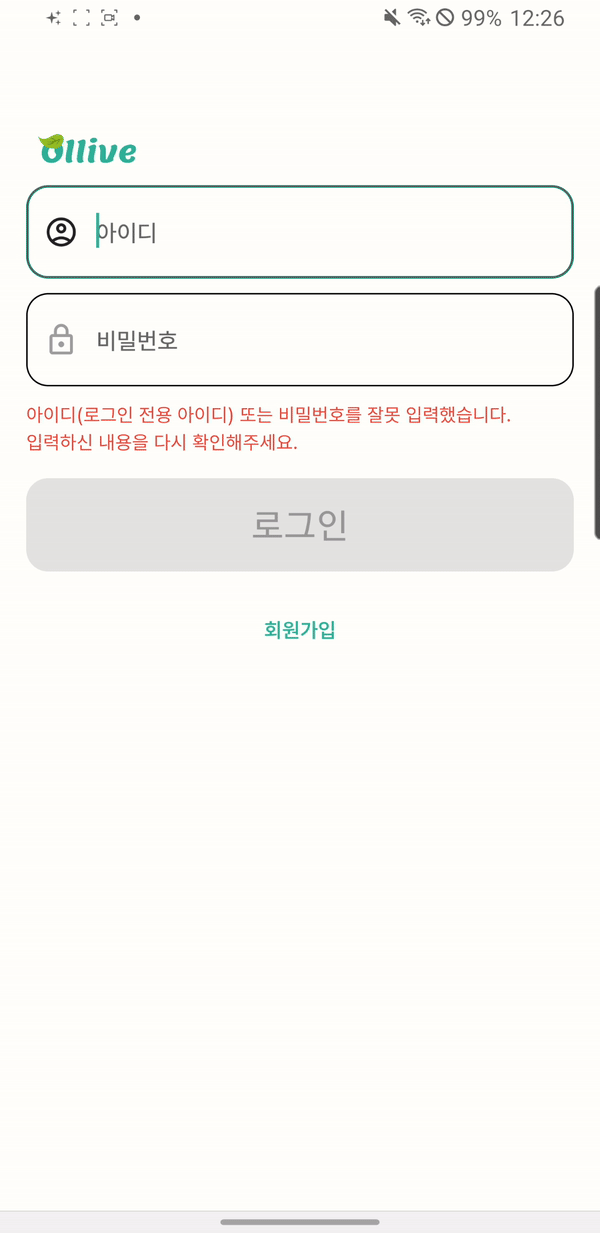 99% 12:26
Ollive
아이디
비밀번호
아이디(로그인 전용 아이디) 또는 비밀번호를 잘못 입력했습니다.
입력하신 내용을 다시 확인해주세요.
로그인
회원가입